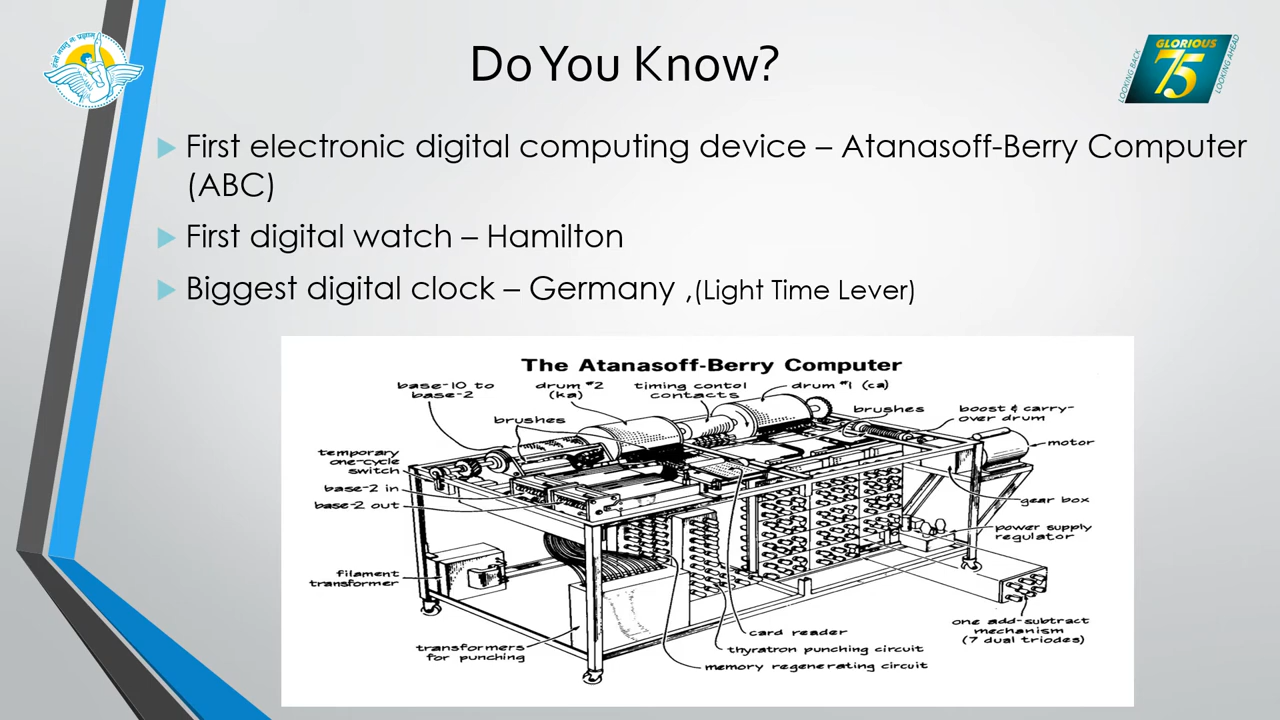 Do You Know?
GLORIOUS
75
LOOKING BACK
LOOKING AHEAD
First electronic digital computing device – Atanasoff-Berry Computer
(ABC)
First digital watch – Hamilton
Biggest digital clock – Germany ,(Light Time Lever)
The Atanasoff-Berry Computer
base-10 to
base-2
drum #2
(ka)
timing contol
contacts
drum #1 (ca)
brushes
brushes
boost & carry-
over drum
motor
temporary
one-cycle
switch
base-2 in
base-2 out
gear box
power supply
regulator
filament
transformer
one add-subtract
mechanism
(7 dual triodes)
card reader
transformers
for punching
thyratron punching circuit
memory regenerating circuit